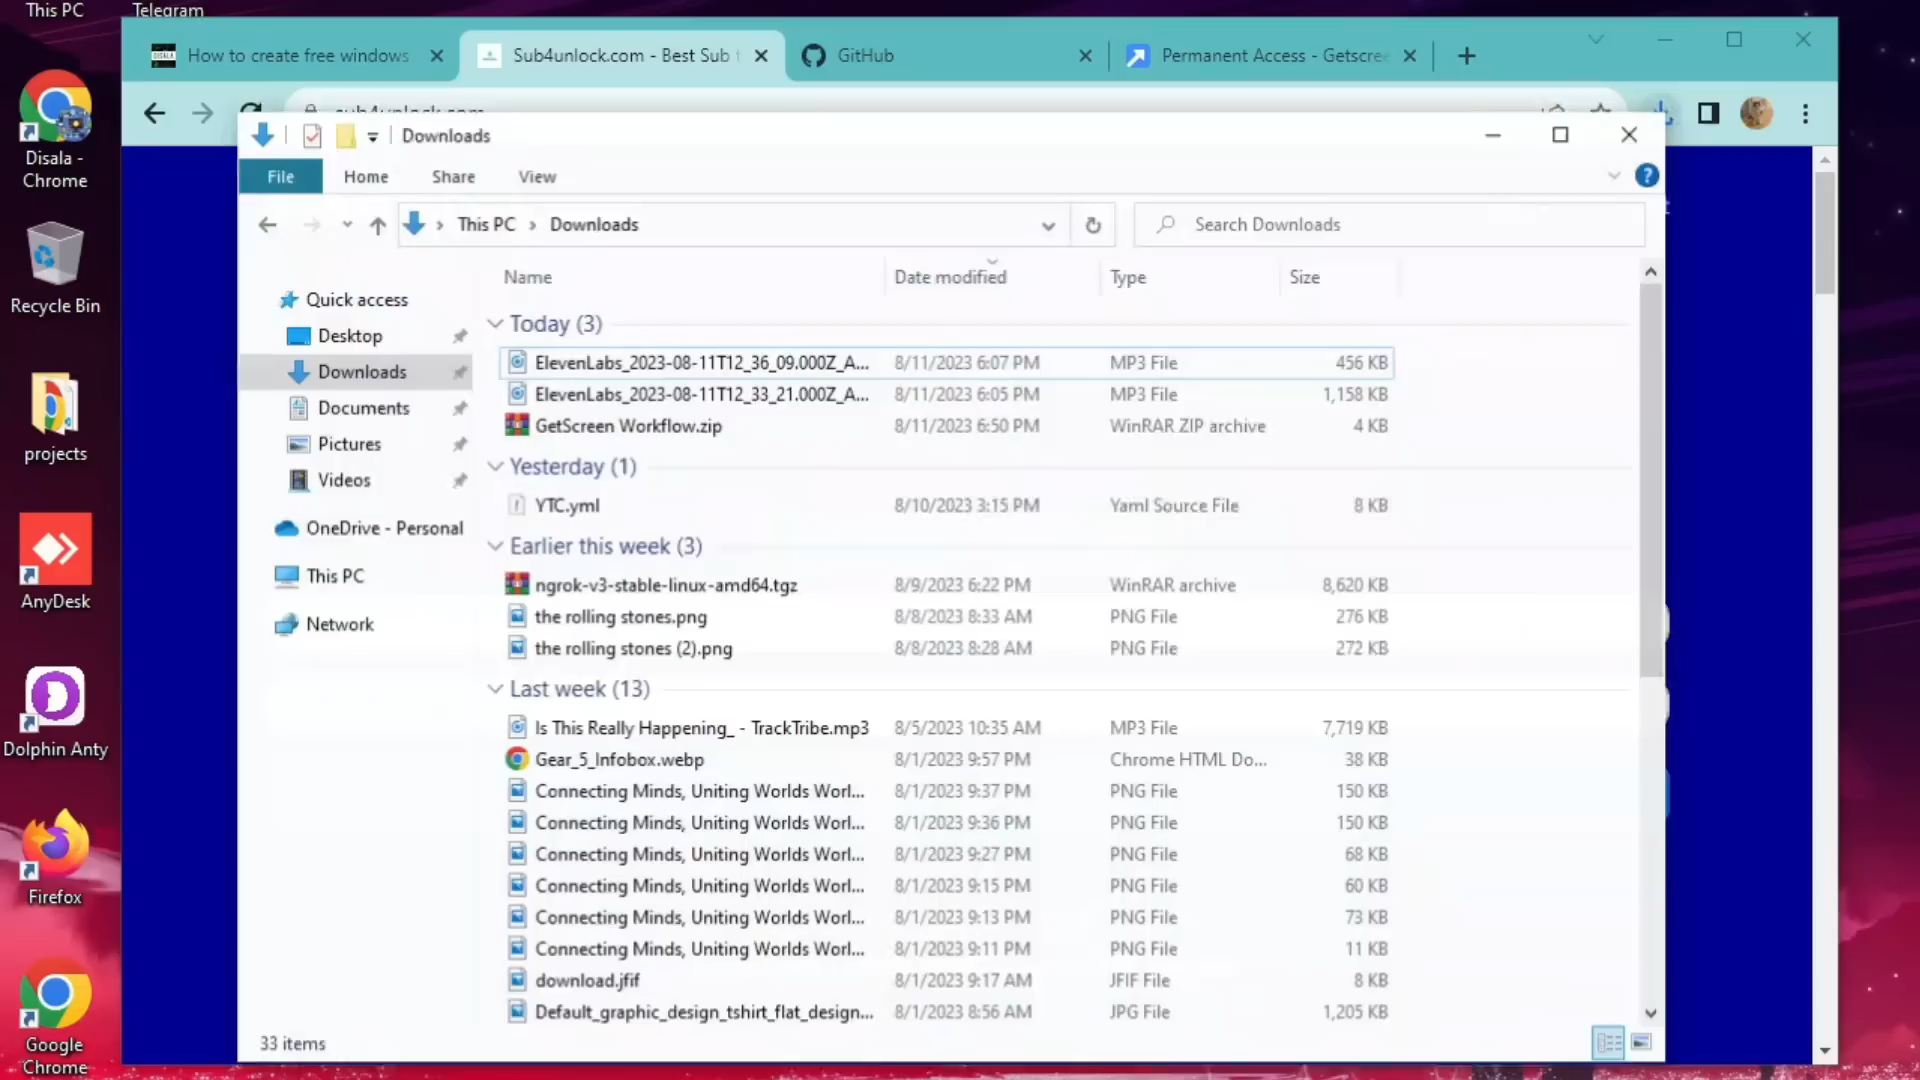 This PC
Telegram
How to create free windows
Sub4unlock.com - Best Sub
GitHub
Permanent Access - Getscree
sub4unlock.com
Downloads
File
Home
Share
View
This PC
Downloads
Search Downloads
Name
Date modified
Type
Size
Quick access
Desktop
Downloads
Documents
Pictures
Videos
OneDrive - Personal
This PC
Network
Today (3)
ElevenLabs_2023-08-11T12_36_09.000Z_A... 8/11/2023 6:07 PM MP3 File 456 KB
ElevenLabs_2023-08-11T12_33_21.000Z_A... 8/11/2023 6:05 PM MP3 File 1,158 KB
GetScreen Workflow.zip 8/11/2023 6:50 PM WinRAR ZIP archive 4 KB
Yesterday (1)
YTC.yml 8/10/2023 3:15 PM Yaml Source File 8 KB
Earlier this week (3)
ngrok-v3-stable-linux-amd64.tgz 8/9/2023 6:22 PM WinRAR archive 8,620 KB
the rolling stones.png 8/8/2023 8:33 AM PNG File 276 KB
the rolling stones (2).png 8/8/2023 8:28 AM PNG File 272 KB
Last week (13)
Is This Really Happening_ - TrackTribe.mp3 8/5/2023 10:35 AM MP3 File 7,719 KB
Gear_5_Infobox.webp 8/1/2023 9:57 PM Chrome HTML Do... 38 KB
Connecting Minds, Uniting Worlds Worl... 8/1/2023 9:37 PM PNG File 150 KB
Connecting Minds, Uniting Worlds Worl... 8/1/2023 9:36 PM PNG File 150 KB
Connecting Minds, Uniting Worlds Worl... 8/1/2023 9:27 PM PNG File 68 KB
Connecting Minds, Uniting Worlds Worl... 8/1/2023 9:15 PM PNG File 60 KB
Connecting Minds, Uniting Worlds Worl... 8/1/2023 9:13 PM PNG File 73 KB
Connecting Minds, Uniting Worlds Worl... 8/1/2023 9:11 PM PNG File 11 KB
download.jfif 8/1/2023 9:17 AM JFIF File 8 KB
Default_graphic_design_tshirt_flat_design... 8/1/2023 8:56 AM JPG File 1,205 KB
33 items
Disala -
Chrome
Recycle Bin
projects
AnyDesk
Dolphin Anty
Firefox
Google
Chrome